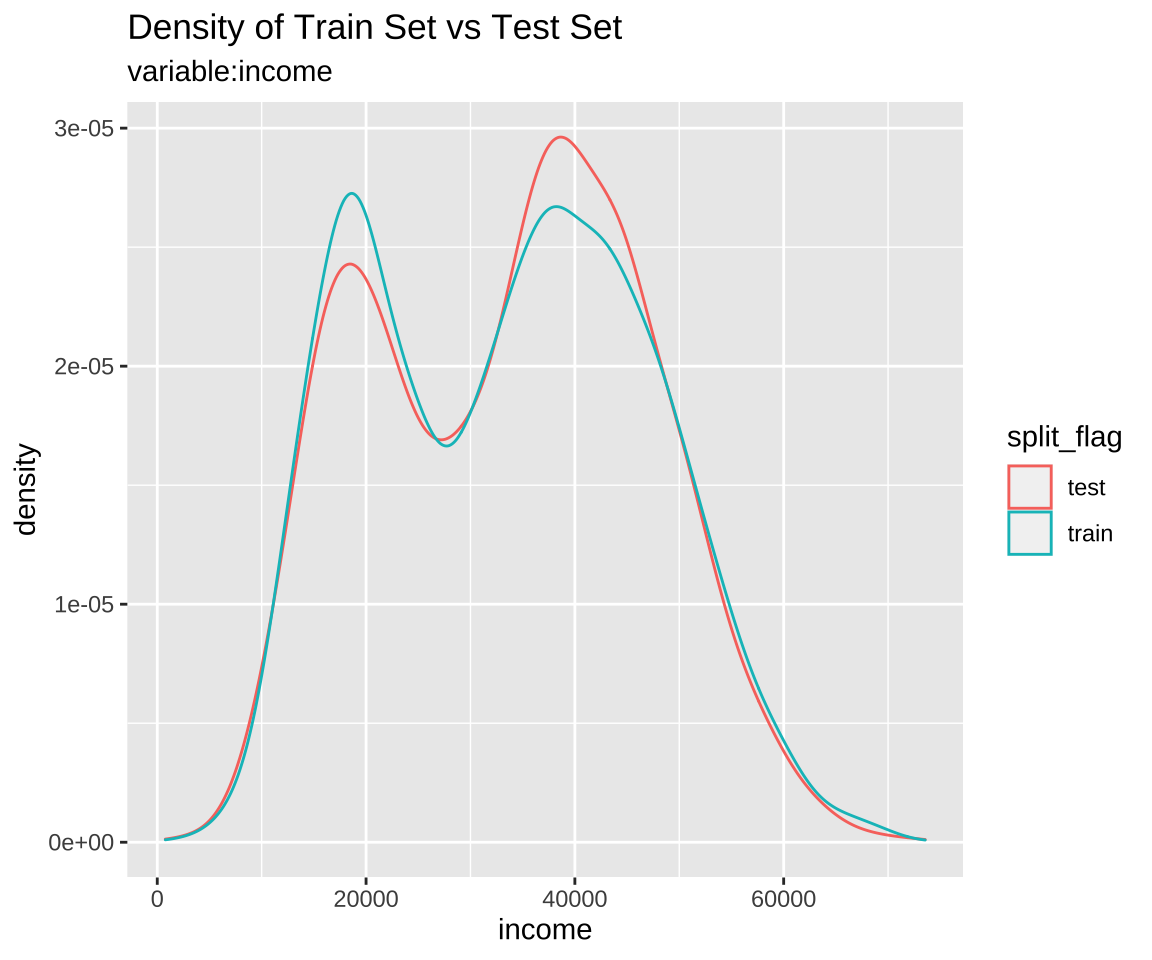 Density of Train Set vs Test Set
variable:income
3e-05
2e-05
1e-05
0e+00
density
0
20000
40000
60000
income
split_flag
test
train